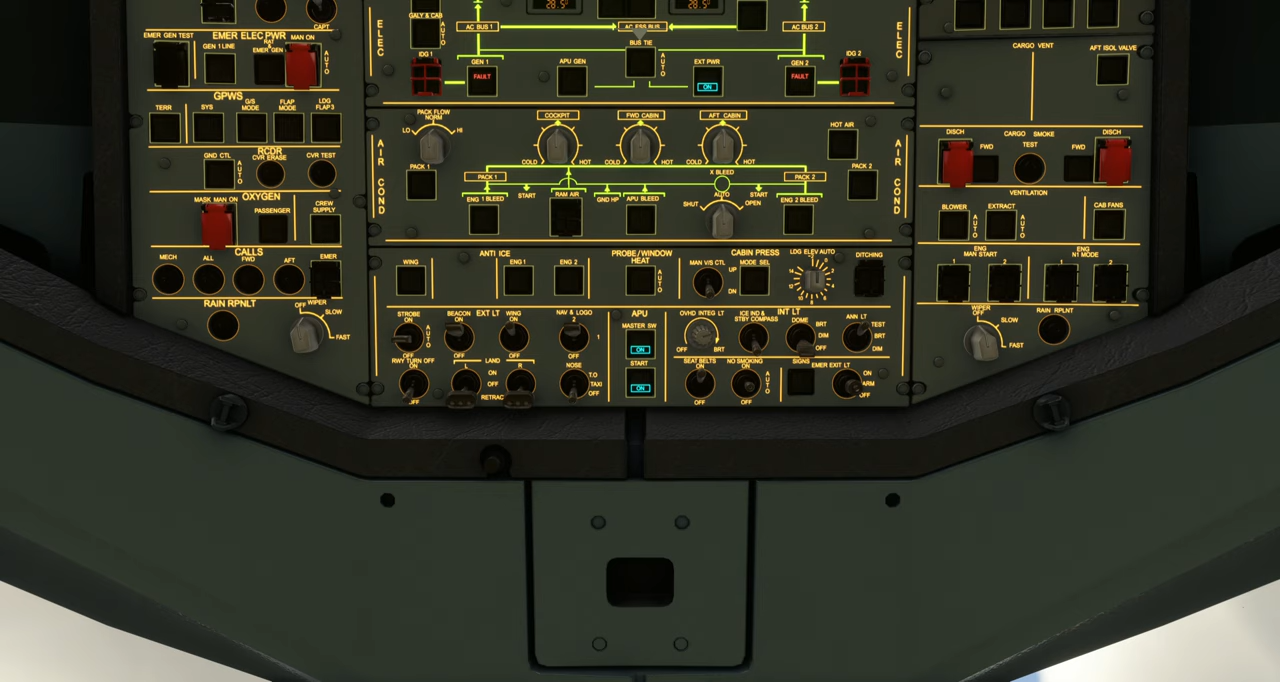 CAPT
EMER GEN TEST
EMER ELEC PWR
GEN 1 LINE
RAT &
EMER GEN
MAN ON
AUTO
GPWS
TERR
SYS
G/S MODE
FLAP MODE
LDG FLAP 3
RCDR
GND CTL
AUTO
CVR ERASE
CVR TEST
OXYGEN
MASK MAN ON
PASSENGER
CREW SUPPLY
CALLS
MECH
ALL
FWD
AFT
EMER
RAIN RPNLT
WIPER
OFF
SLOW
FAST
ELEC
GALY & CAB
AUTO
28.5
28.5
AC BUS 1
AC ESS BUS
AC BUS 2
BUS TIE
AUTO
IDG 1
GEN 1
FAULT
APU GEN
EXT PWR
ON
GEN 2
FAULT
IDG 2
ELEC
AIR COND
PACK FLOW
NORM
LO
HI
COCKPIT
FWD CABIN
AFT CABIN
HOT AIR
COLD
HOT
COLD
HOT
COLD
HOT
PACK 1
PACK 1
X BLEED
PACK 2
PACK 2
ENG 1 BLEED
START
RAM AIR
GND HP
APU BLEED
AUTO
SHUT
OPEN
START
ENG 2 BLEED
AIR COND
ANTI ICE
WING
ENG 1
ENG 2
PROBE/WINDOW
HEAT
AUTO
CABIN PRESS
MAN V/S CTL
UP
DN
MODE SEL
LDG ELEV AUTO
DITCHING
EXT LT
STROBE
ON
AUTO
OFF
BEACON
ON
OFF
WING
ON
OFF
NAV & LOGO
2
1
OFF
RWY TURN OFF
ON
OFF
LAND
L
R
ON
OFF
RETRACT
NOSE
T.O
TAXI
OFF
APU
MASTER SW
ON
START
ON
INT LT
OVHD INTEG LT
OFF
BRT
ICE IND &
STBY COMPASS
ON
OFF
DOME
BRT
DIM
OFF
ANN LT
TEST
BRT
DIM
SEAT BELTS
ON
OFF
NO SMOKING
ON
AUTO
OFF
SIGNS
EMER EXIT LT
ON
ARM
OFF
CARGO VENT
AFT ISOL VALVE
CARGO SMOKE
DISCH
FWD
TEST
FWD
DISCH
VENTILATION
BLOWER
AUTO
EXTRACT
AUTO
CAB FANS
ENG
MAN START
1
2
ENG
N1 MODE
1
2
WIPER
OFF
SLOW
FAST
RAIN RPNLT